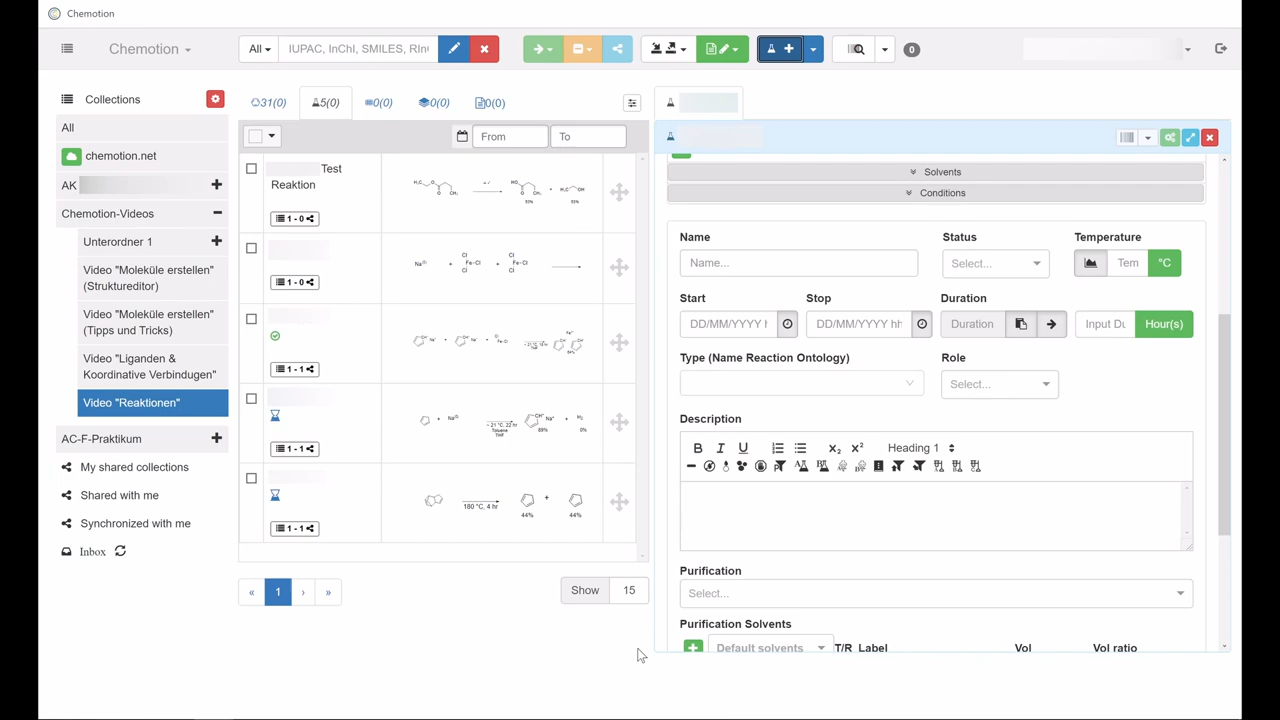 Chemotion
Chemotion
All
IUPAC, InChI, SMILES, RIn
0
Collections
31(0)
5(0)
0(0)
0(0)
0(0)
All
From
To
chemotion.net
AK
Chemotion-Videos
Unterordner 1
Video "Moleküle erstellen"
(Struktureditor)
Video "Moleküle erstellen"
(Tipps und Tricks)
Video "Liganden &
Koordinative Verbindugen"
Video "Reaktionen"
AC-F-Praktikum
My shared collections
Shared with me
Synchronized with me
Inbox
Test
Reaktion
1 - 0
1 - 0
1 - 1
1 - 1
1 - 1
180 °C, 4 hr
44%
44%
«
1
›
»
Show
15
Solvents
Conditions
Name
Status
Temperature
Name...
Select...
Tem
°C
Start
Stop
Duration
DD/MM/YYYY h
DD/MM/YYYY hh
Duration
Input Du
Hour(s)
Type (Name Reaction Ontology)
Role
Select...
Description
B I U
X₂ X²
Heading 1
Purification
Select...
Purification Solvents
Default solvents
T/R Label
Vol
Vol ratio